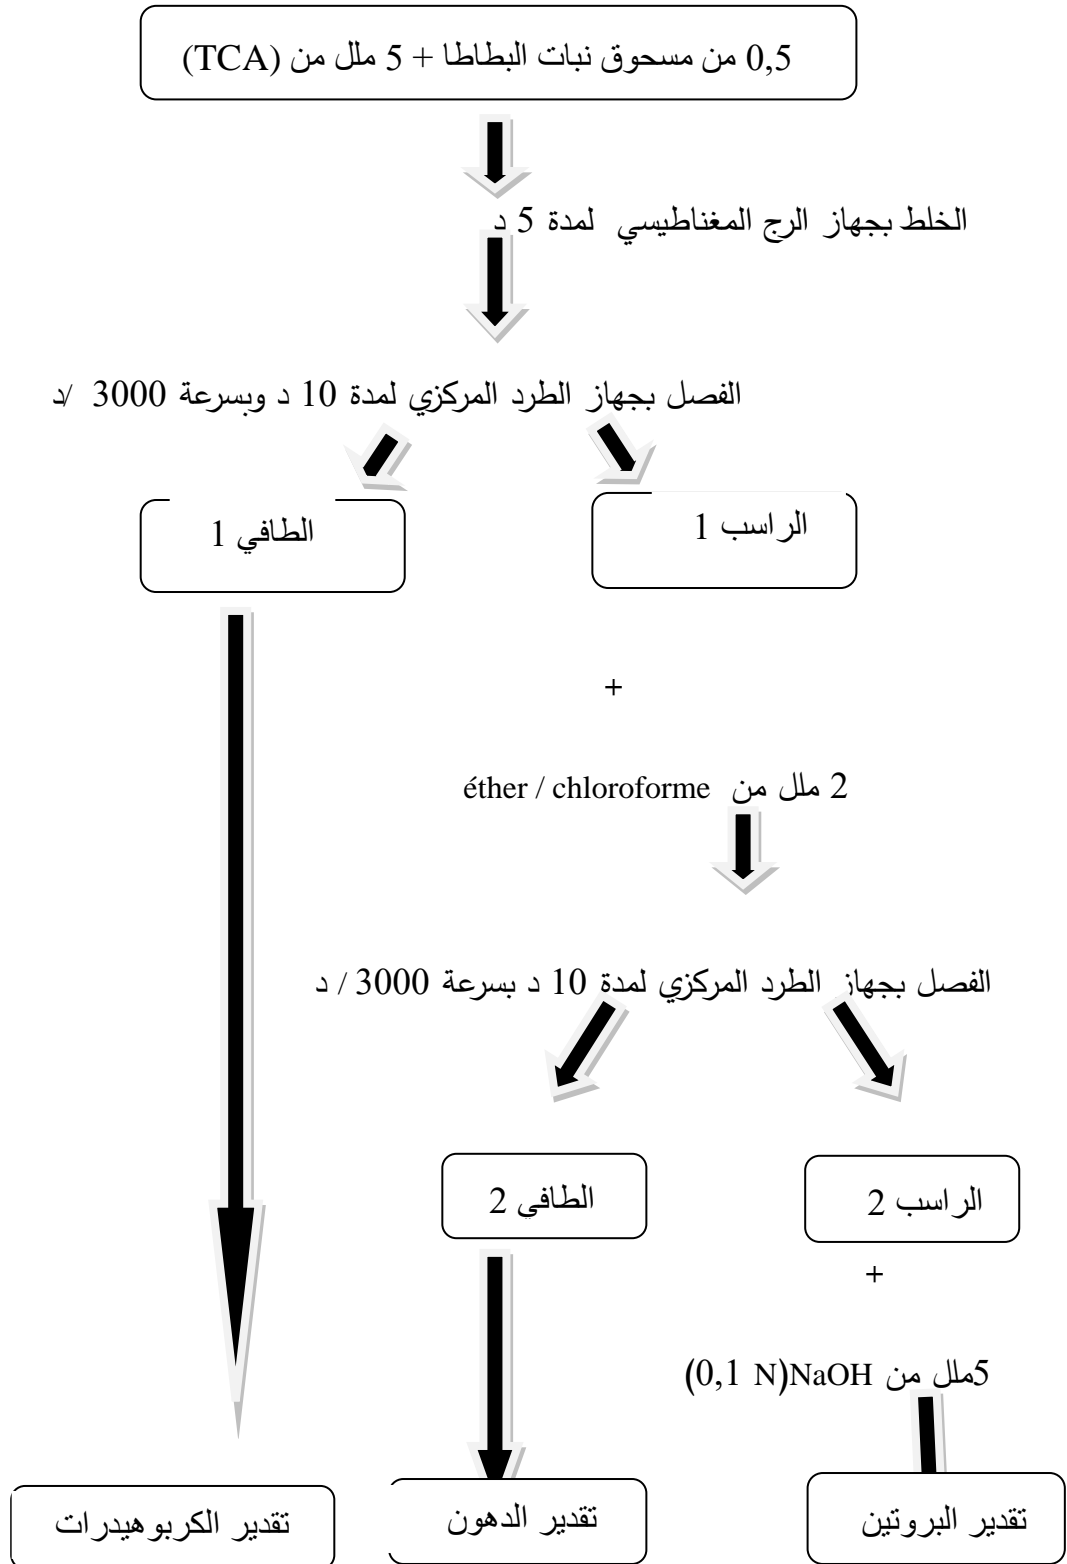 0,5 من مسحوق نبات البطاطا + 5 ملل من (TCA)
الخلط بجهاز الرج المغناطيسي لمدة 5 د
الفصل بجهاز الطرد المركزي لمدة 10 د وبسرعة 3000 /د
الراسب 1
الطافي 1
+
2 ملل من éther / chloroforme
الفصل بجهاز الطرد المركزي لمدة 10 د بسرعة 3000 / د
الراسب 2
الطافي 2
+
5ملل من NaOH(0,1 N)
تقدير البروتين
تقدير الدهون
تقدير الكربوهيدرات